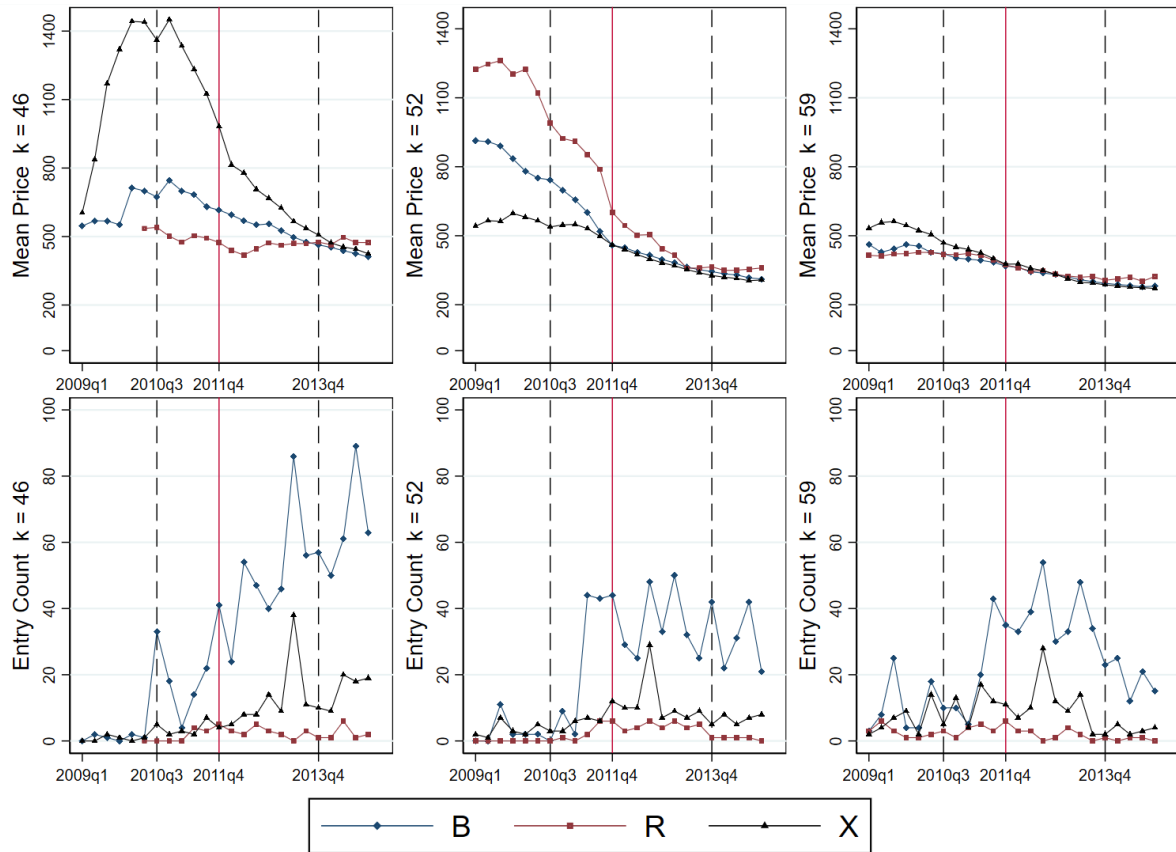 Mean Price k = 46
0 200 500 800 1100 1400
2009q1 2010q3 2011q4 2013q4
Mean Price k = 52
0 200 500 800 1100 1400
2009q1 2010q3 2011q4 2013q4
Mean Price k = 59
0 200 500 800 1100 1400
2009q1 2010q3 2011q4 2013q4
Entry Count k = 46
0 20 40 60 80 100
2009q1 2010q3 2011q4 2013q4
Entry Count k = 52
0 20 40 60 80 100
2009q1 2010q3 2011q4 2013q4
Entry Count k = 59
0 20 40 60 80 100
2009q1 2010q3 2011q4 2013q4
B R X